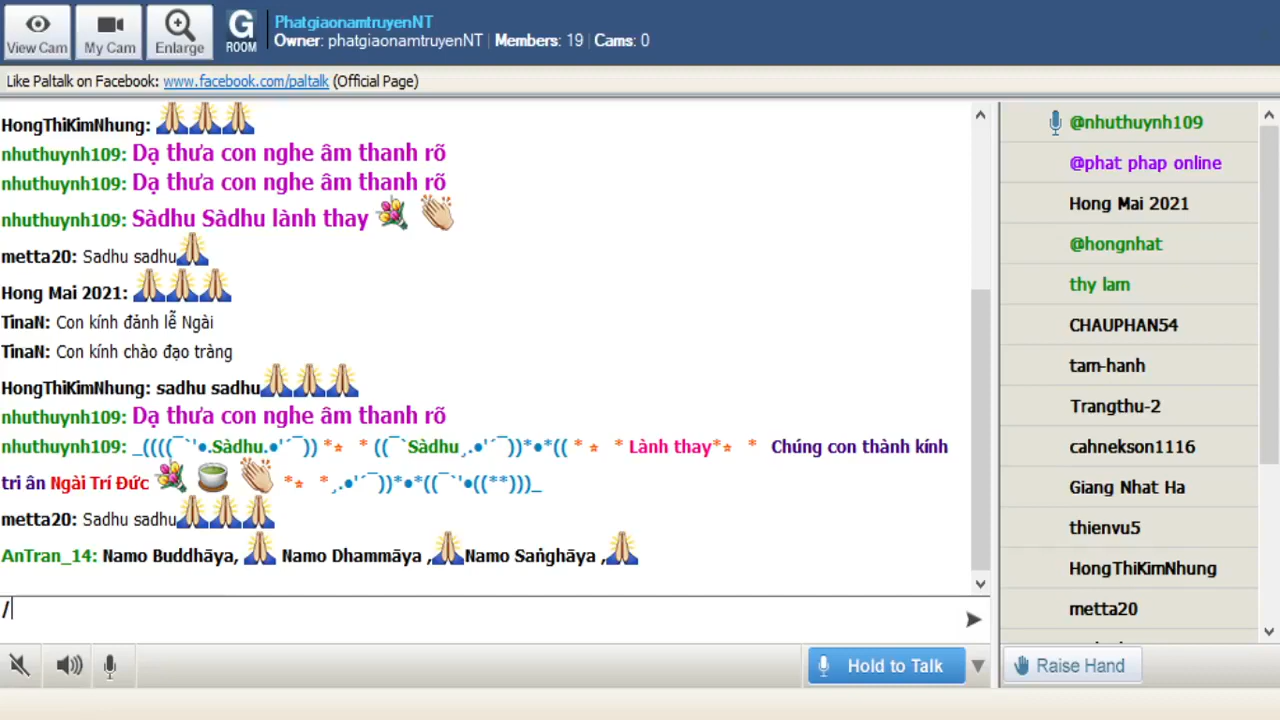 View Cam
My Cam
Enlarge
G
ROOM
PhatgiaonamtruyenNT
Owner: phatgiaonamtruyenNT | Members: 19 | Cams: 0
Like Paltalk on Facebook: www.facebook.com/paltalk (Official Page)
HongThiKimNhung:
nhuthuynh109: Dạ thưa con nghe âm thanh rõ
nhuthuynh109: Dạ thưa con nghe âm thanh rõ
nhuthuynh109: Sàdhu Sàdhu lành thay
metta20: Sadhu sadhu
Hong Mai 2021:
TinaN: Con kính đảnh lễ Ngài
TinaN: Con kính chào đạo tràng
HongThiKimNhung: sadhu sadhu
nhuthuynh109: Dạ thưa con nghe âm thanh rõ
nhuthuynh109: _((((¯`'•.Sàdhu.•'´¯)) *⭒ * ((¯`Sàdhu¸.•'´¯))*•*(( * ⭒ * Lành thay*⭒ * Chúng con thành kính
tri ân Ngài Trí Đức *⭒ *¸.•'´¯))*•*((¯`'•((**)))_
metta20: Sadhu sadhu
AnTran_14: Namo Buddhāya, Namo Dhammāya ,Namo Saṅghāya ,
/
Hold to Talk
@nhuthuynh109
@phat phap online
Hong Mai 2021
@hongnhat
thy lam
CHAUPHAN54
tam-hanh
Trangthu-2
cahnekson1116
Giang Nhat Ha
thienvu5
HongThiKimNhung
metta20
Raise Hand